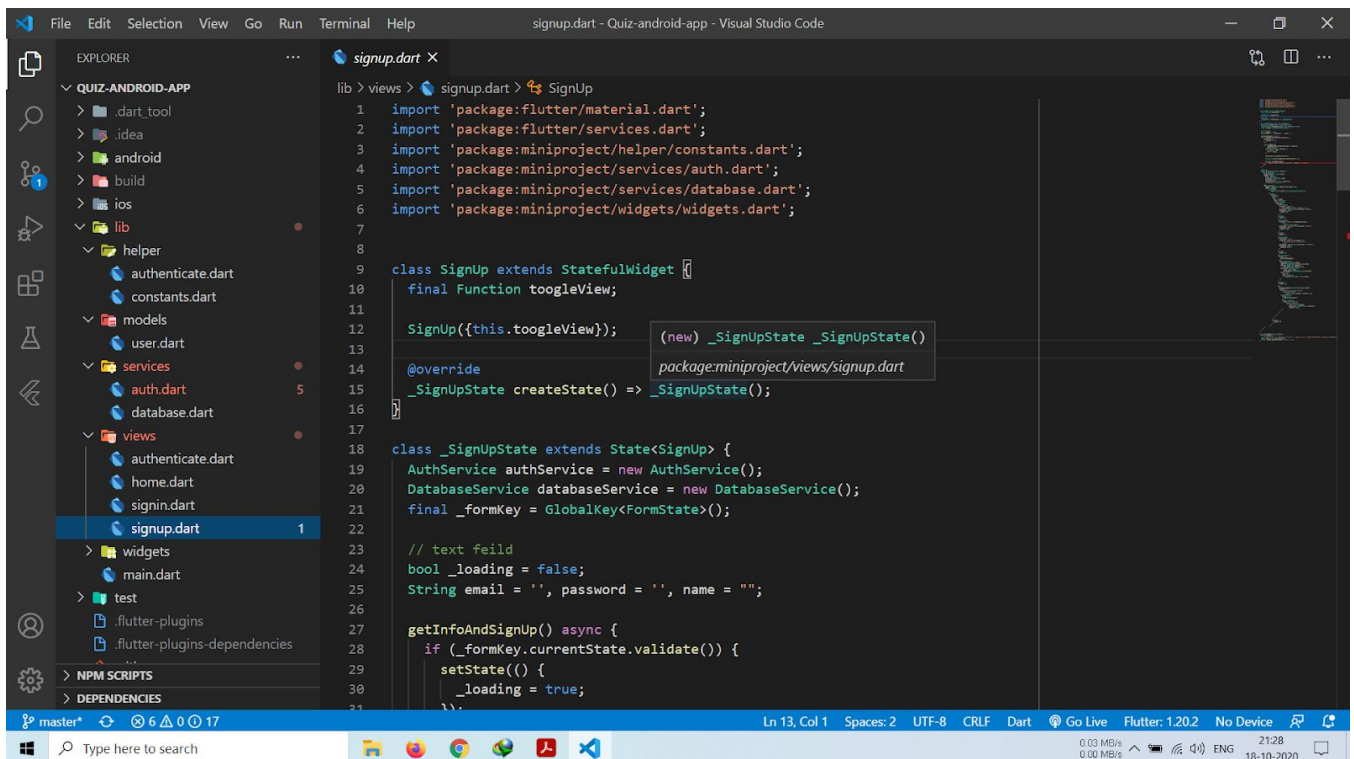 File Edit Selection View Go Run Terminal Help signup.dart - Quiz-android-app - Visual Studio Code
EXPLORER
QUIZ-ANDROID-APP
.dart_tool
.idea
android
build
ios
lib
helper
authenticate.dart
constants.dart
models
user.dart
services
auth.dart 5
database.dart
views
authenticate.dart
home.dart
signin.dart
signup.dart 1
widgets
main.dart
test
.flutter-plugins
.flutter-plugins-dependencies
NPM SCRIPTS
DEPENDENCIES
1
signup.dart
lib > views > signup.dart > SignUp
1 import 'package:flutter/material.dart';
2 import 'package:flutter/services.dart';
3 import 'package:miniproject/helper/constants.dart';
4 import 'package:miniproject/services/auth.dart';
5 import 'package:miniproject/services/database.dart';
6 import 'package:miniproject/widgets/widgets.dart';
7
8
9 class SignUp extends StatefulWidget {
10 final Function toogleView;
11
12 SignUp({this.toogleView});
13
14 @override
15 _SignUpState createState() => _SignUpState();
16 }
17
18 class _SignUpState extends State<SignUp> {
19 AuthService authService = new AuthService();
20 DatabaseService databaseService = new DatabaseService();
21 final _formKey = GlobalKey<FormState>();
22
23 // text feild
24 bool _loading = false;
25 String email = '', password = '', name = "";
26
27 getInfoAndSignUp() async {
28 if (_formKey.currentState.validate()) {
29 setState(() {
30 _loading = true;
31 });
(new) _SignUpState _SignUpState()
package:miniproject/views/signup.dart
master* 6 0 17 Ln 13, Col 1 Spaces: 2 UTF-8 CRLF Dart Go Live Flutter: 1.20.2 No Device
Type here to search
0.03 MB/s
0.00 MB/s
ENG
21:28
18-10-2020